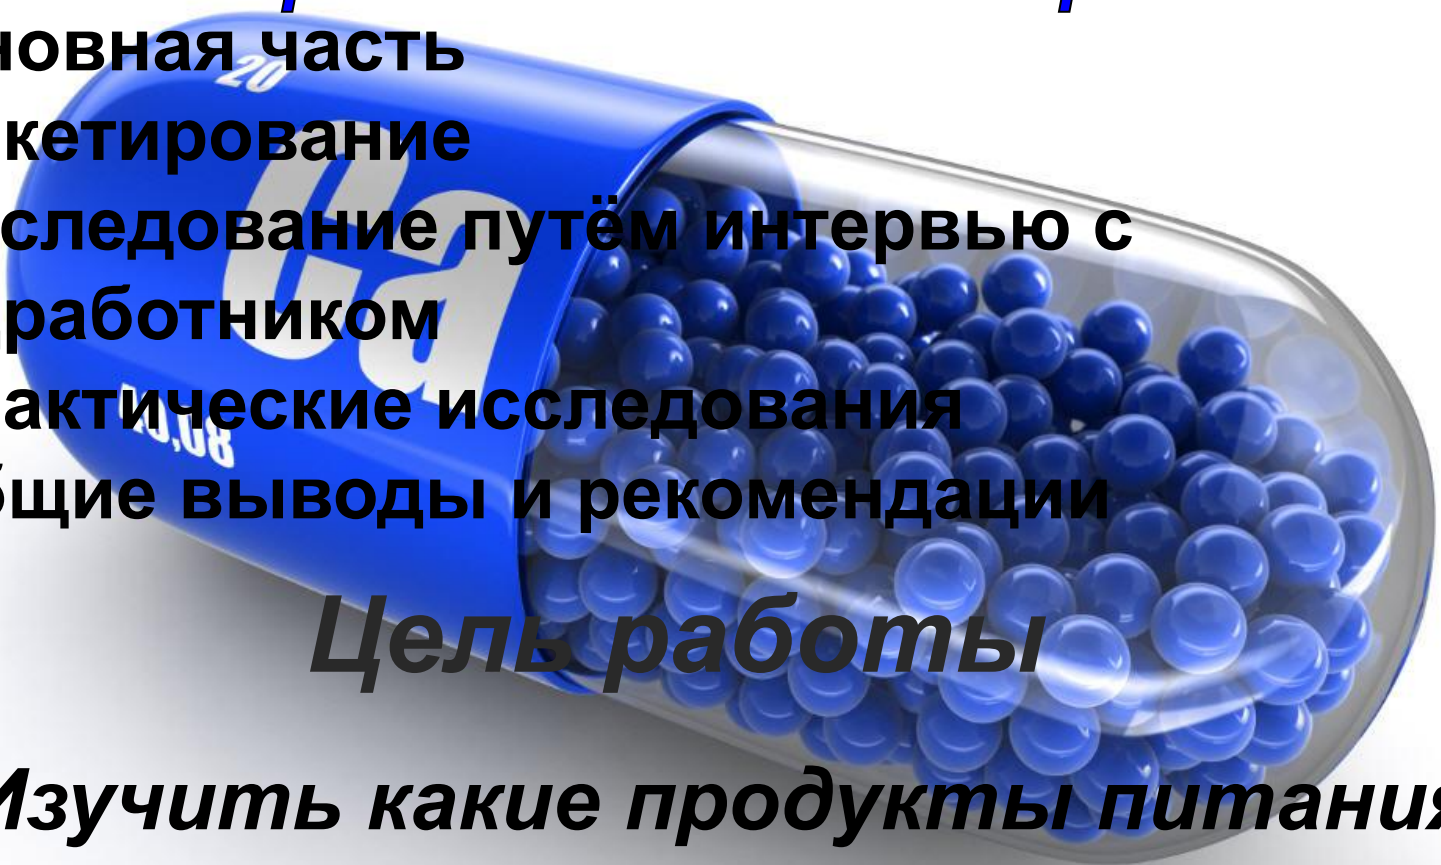 новная часть
кетирование
следование путём интервью с
работником
актические исследования
бщие выводы и рекомендации
Цель работы
Изучить какие продукты питания
20
Ca
40,08